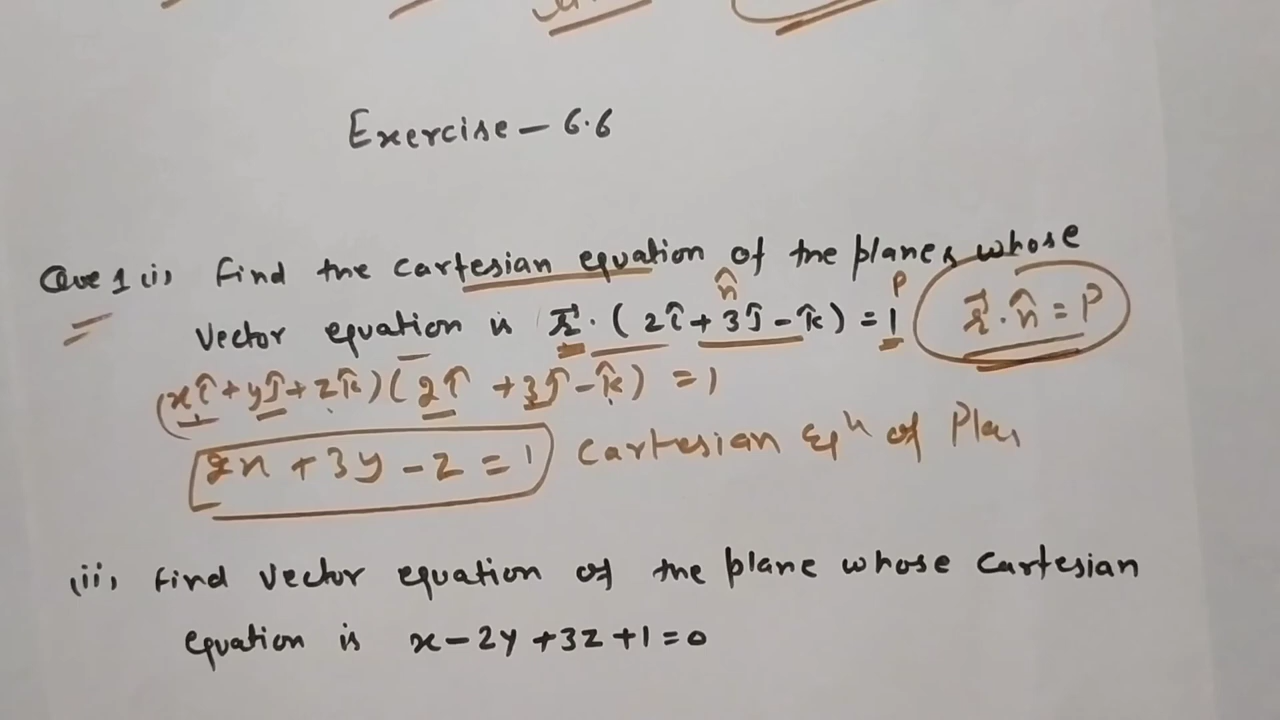 Exercise - 6.6
Que 1 (i) Find the Cartesian equation of the planes whose
vector equation is r⃗. ( 2î + 3ĵ - k̂ ) = 1 n̂ P r⃗. n̂ = P
(xî + yĵ + zk̂ ) ( 2î + 3ĵ - k̂ ) = 1
2x + 3y - z = 1 Cartesian Eqn of Plan
(ii) Find vector equation of the plane whose Cartesian
equation is x - 2y + 3z + 1 = 0